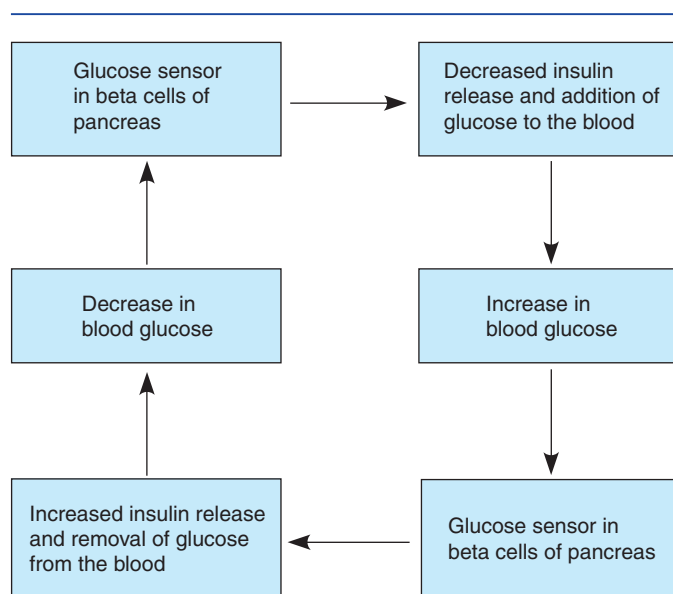 Glucose sensor
in beta cells of
pancreas
Decreased insulin
release and addition of
glucose to the blood
Decrease in
blood glucose
Increase in
blood glucose
Increased insulin release
and removal of glucose
from the blood
Glucose sensor in
beta cells of pancreas